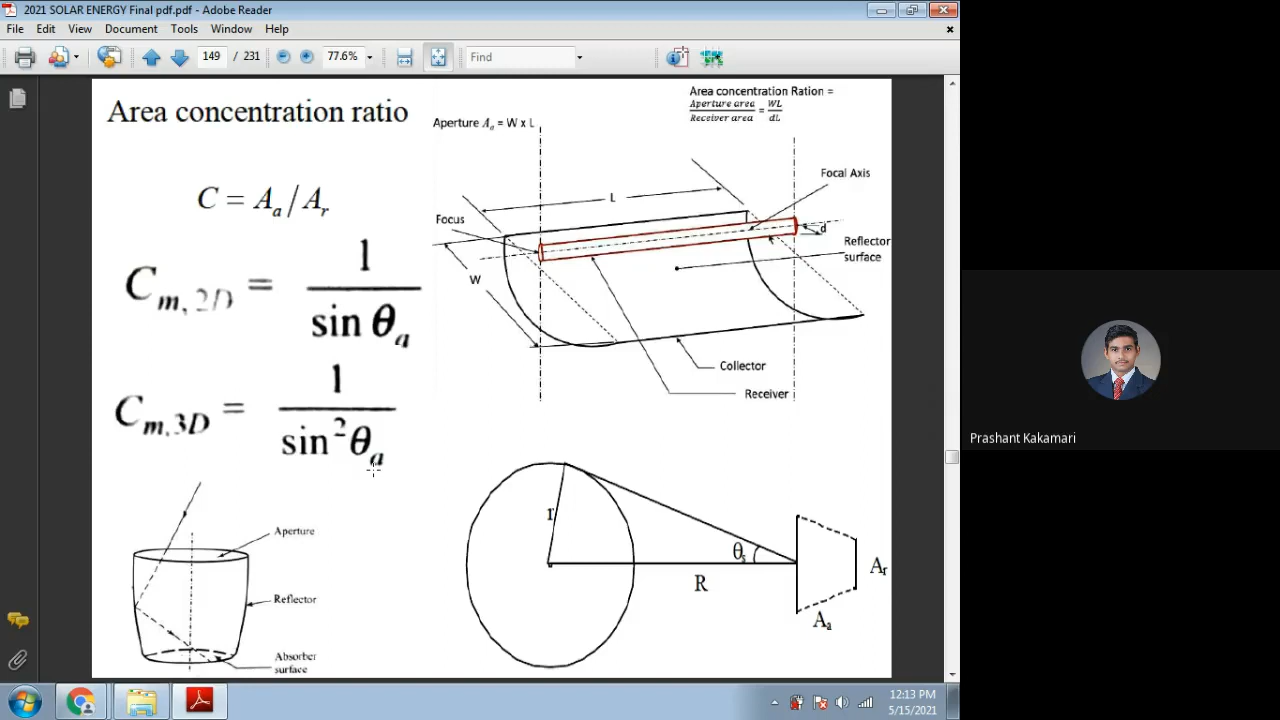 2021 SOLAR ENERGY Final pdf.pdf - Adobe Reader
File Edit View Document Tools Window Help
149 / 231 77.6% Find
Area concentration ratio
C = Aₐ/Aᵣ
C m, 2D = 1 / sin θa
C m, 3D = 1 / sin² θa
Aperture
Reflector
Absorber
surface
Area concentration Ration =
Aperture area / Receiver area = WL / dL
Aperture Aₐ = W x L
Focal Axis
L
Focus
d
Reflector
surface
W
Collector
Receiver
r
θs
R
Aᵣ
Aₐ
Prashant Kakamari
12:13 PM
5/15/2021